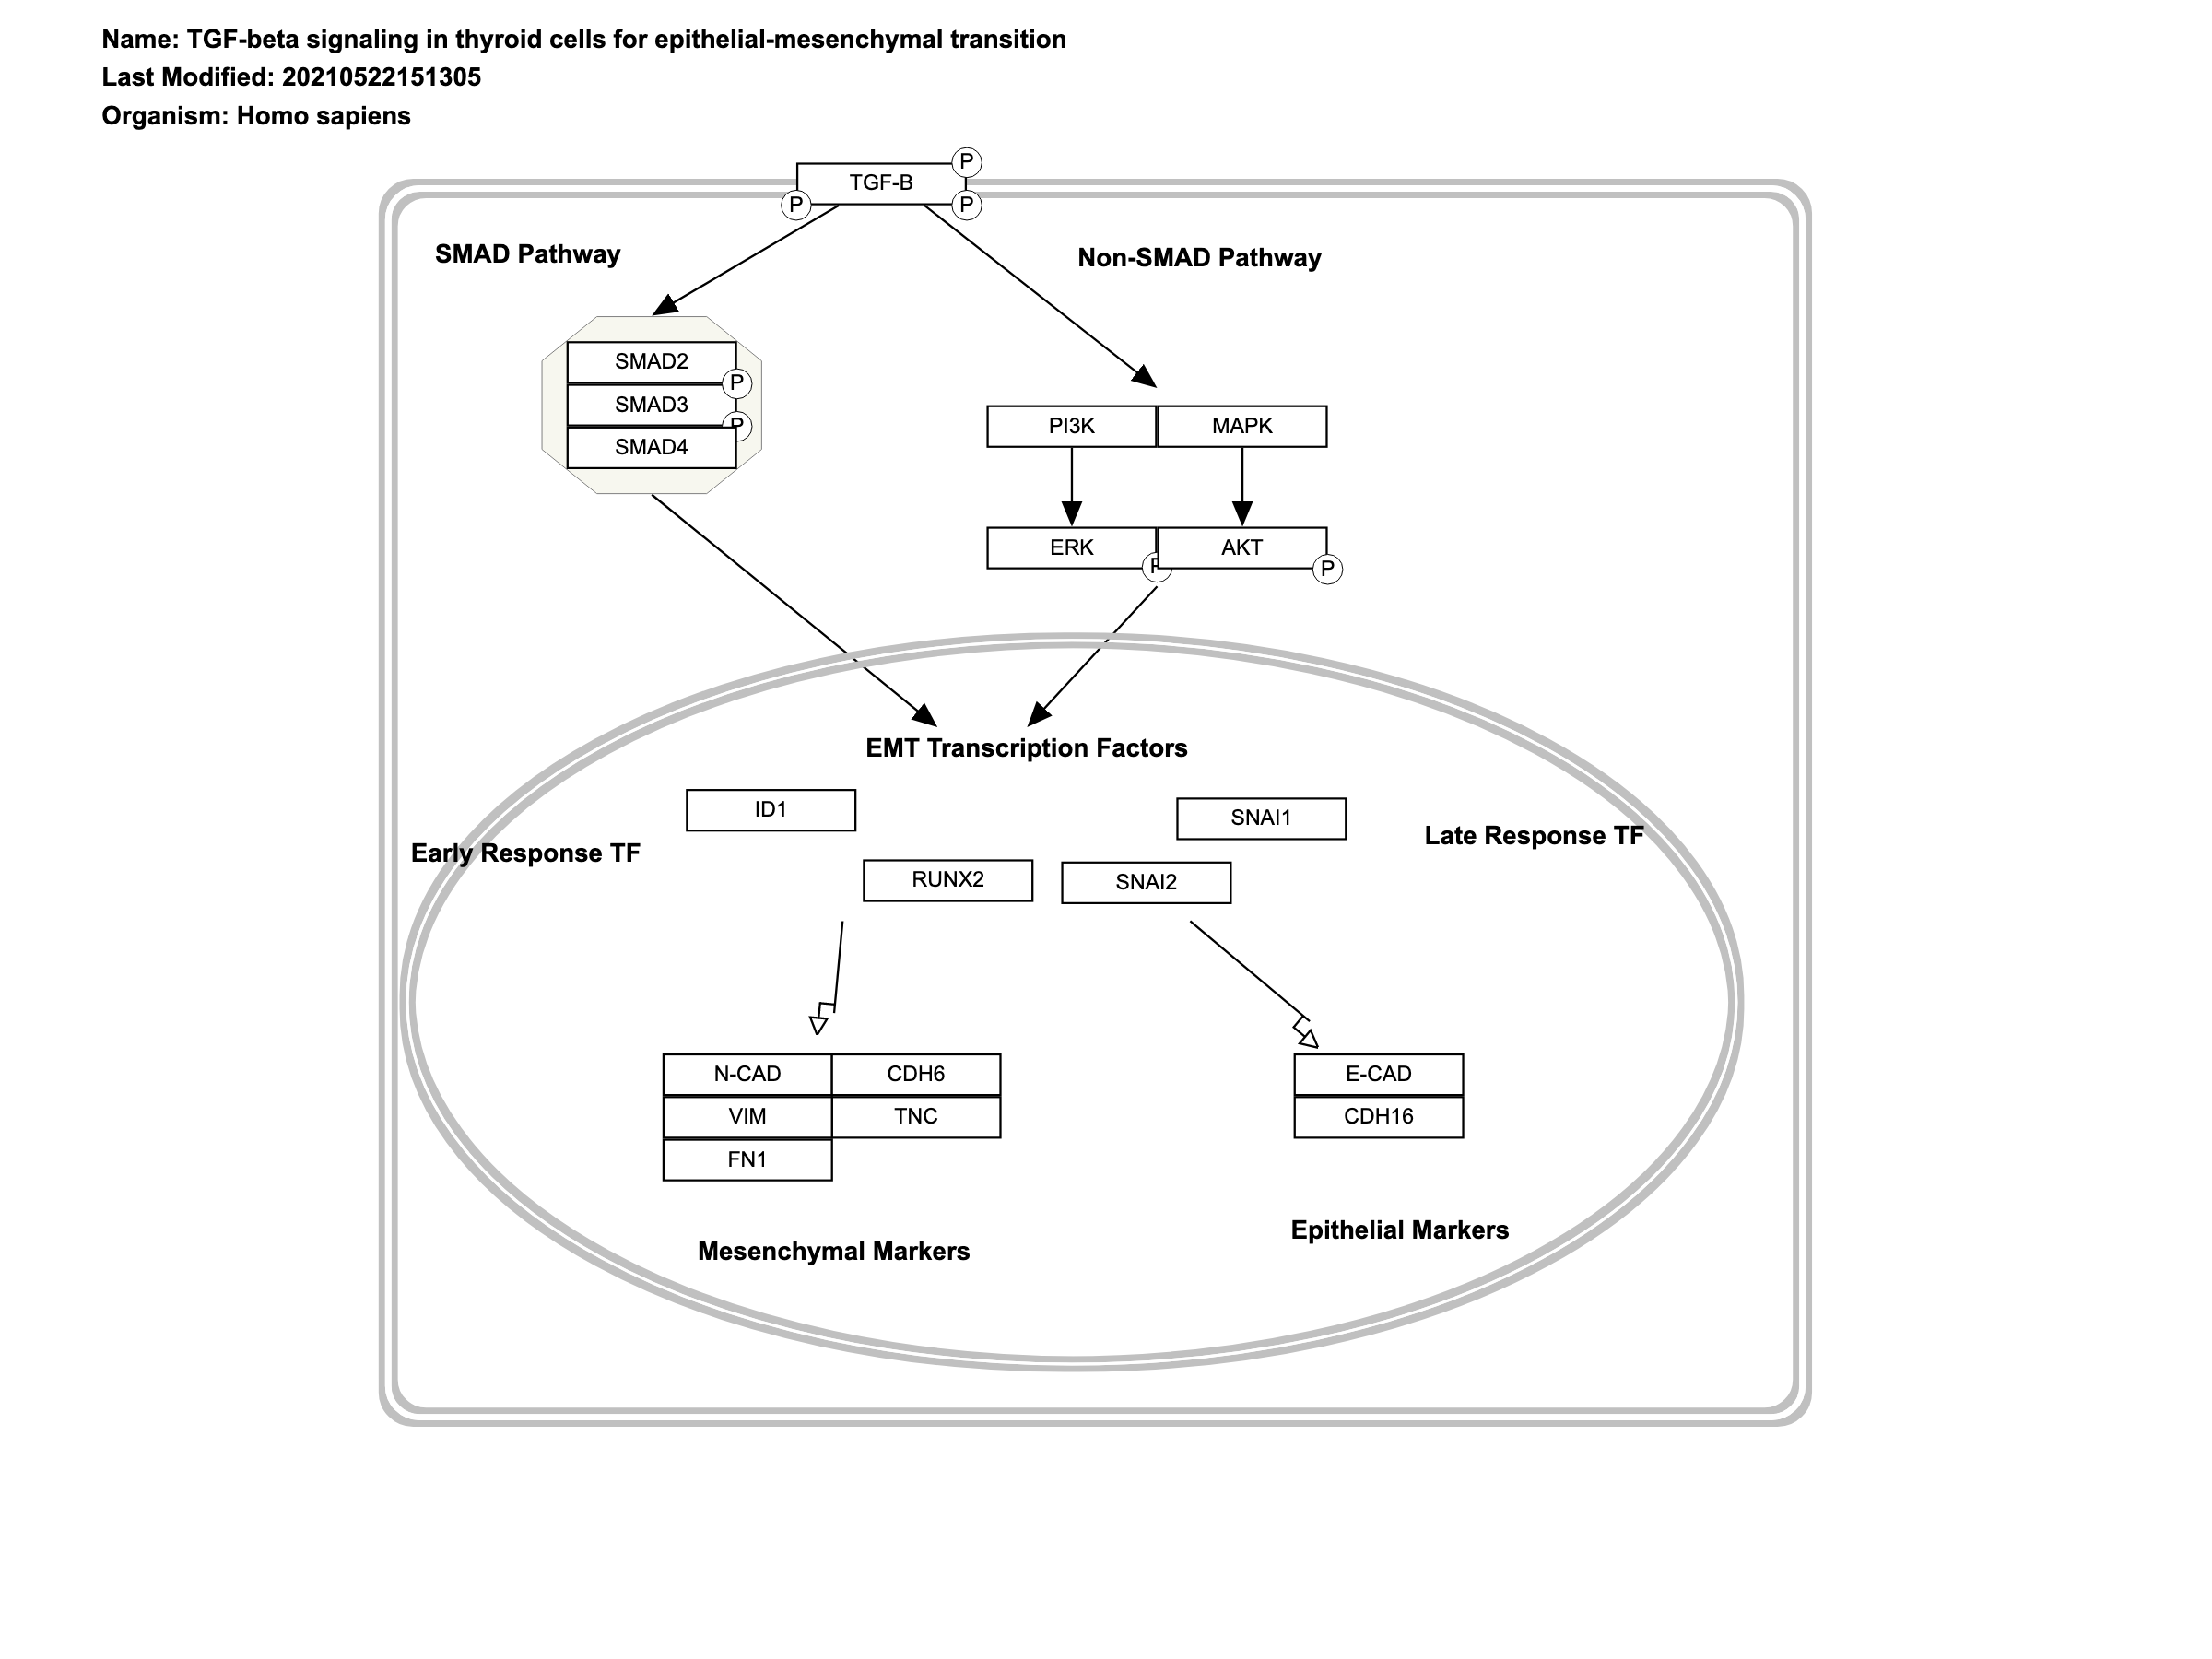 Name: TGF-beta signaling in thyroid cells for epithelial-mesenchymal transition
Last Modified: 20210522151305
Organism: Homo sapiens
P
TGF-B
P
P
SMAD Pathway
Non-SMAD Pathway
SMAD2
P
SMAD3
P
SMAD4
PI3K
MAPK
ERK
AKT
P
P
EMT Transcription Factors
ID1
SNAI1
Early Response TF
Late Response TF
RUNX2
SNAI2
N-CAD
CDH6
E-CAD
VIM
TNC
CDH16
FN1
Mesenchymal Markers
Epithelial Markers